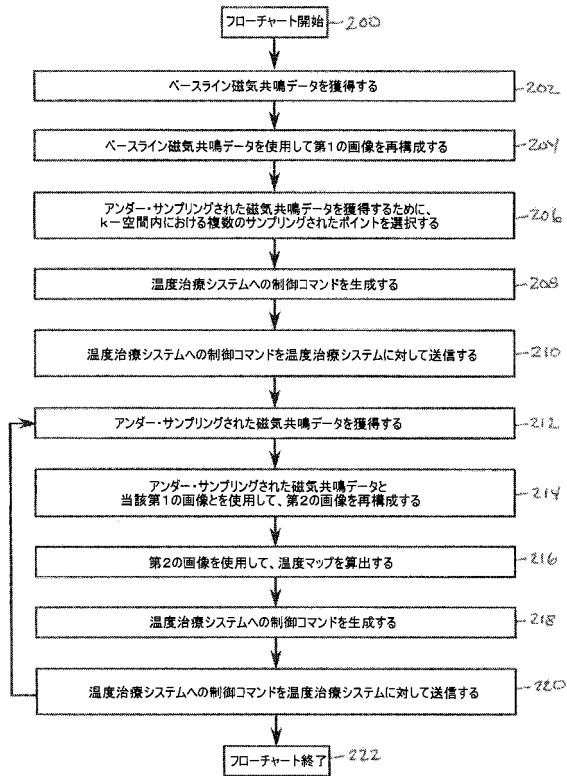 フローチャート開始 200
ベースライン磁気共鳴データを獲得する 202
ベースライン磁気共鳴データを使用して第1の画像を再構成する 204
アンダー・サンプリングされた磁気共鳴データを獲得するために、
k－空間内における複数のサンプリングされたポイントを選択する 206
温度治療システムへの制御コマンドを生成する 208
温度治療システムへの制御コマンドを温度治療システムに対して送信する 210
アンダー・サンプリングされた磁気共鳴データを獲得する 212
アンダー・サンプリングされた磁気共鳴データと
当該第1の画像とを使用して、第2の画像を再構成する 214
第2の画像を使用して、温度マップを算出する 216
温度治療システムへの制御コマンドを生成する 218
温度治療システムへの制御コマンドを温度治療システムに対して送信する 220
フローチャート終了 222